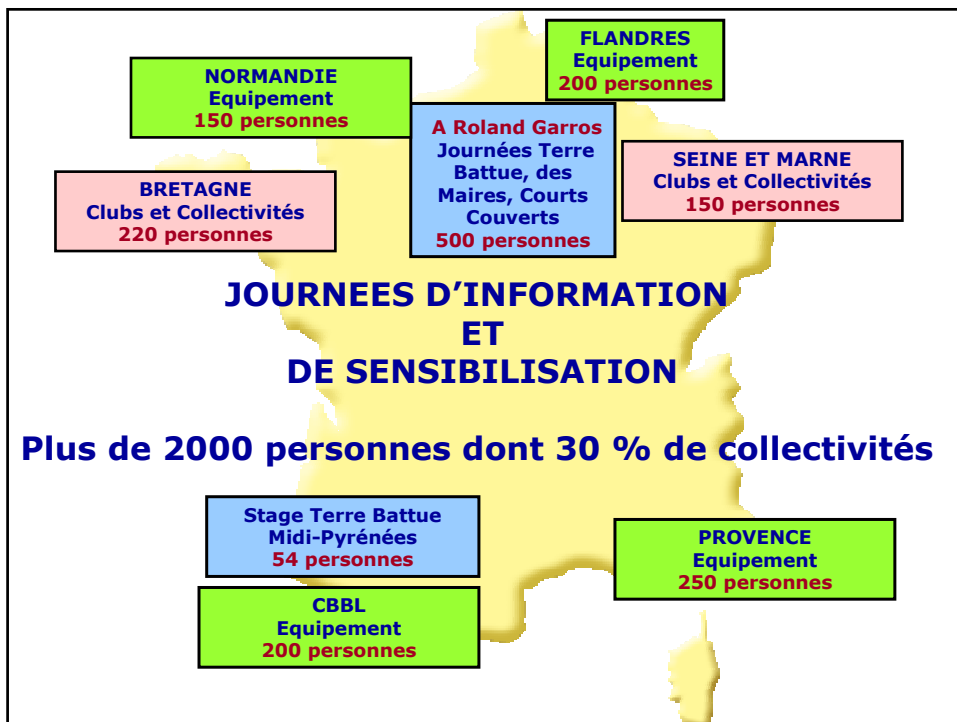 FLANDRES
Equipement
200 personnes
NORMANDIE
Equipement
150 personnes
A Roland Garros
Journées Terre
Battue, des
Maires, Courts
Couverts
500 personnes
SEINE ET MARNE
Clubs et Collectivités
150 personnes
BRETAGNE
Clubs et Collectivités
220 personnes
JOURNEES D’INFORMATION
ET
DE SENSIBILISATION
Plus de 2000 personnes dont 30 % de collectivités
Stage Terre Battue
Midi-Pyrénées
54 personnes
PROVENCE
Equipement
250 personnes
CBBL
Equipement
200 personnes